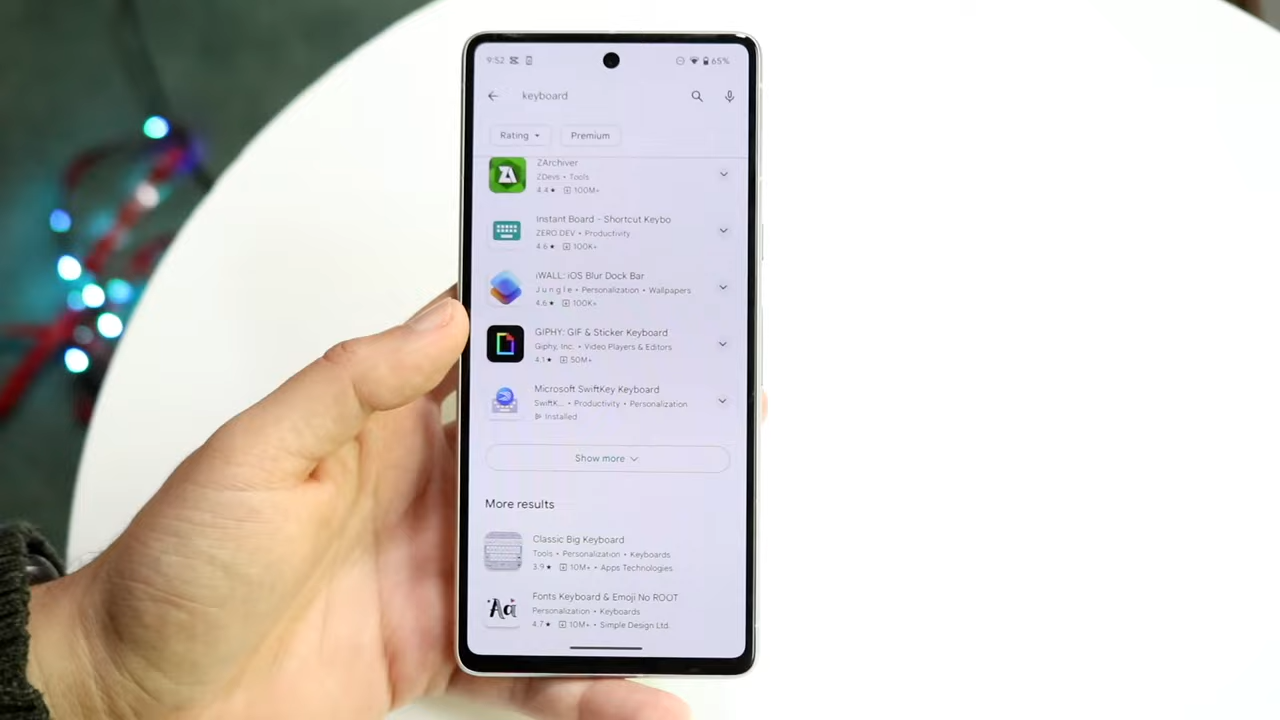 9:52 65%
keyboard
Rating Premium
ZArchiver
ZDevs • Tools
4.4★ 100M+
Instant Board - Shortcut Keybo
ZERO.DEV • Productivity
4.6★ 100K+
iWALL: iOS Blur Dock Bar
J u n g l e • Personalization • Wallpapers
4.6★ 100K+
GIPHY: GIF & Sticker Keyboard
Giphy, Inc. • Video Players & Editors
4.1★ 50M+
Microsoft SwiftKey Keyboard
SwiftK... • Productivity • Personalization
Installed
Show more
More results
Classic Big Keyboard
Tools • Personalization • Keyboards
3.9★ 10M+ • Apps Technologies
Aa
Fonts Keyboard & Emoji No ROOT
Personalization • Keyboards
4.7★ 10M+ • Simple Design Ltd.